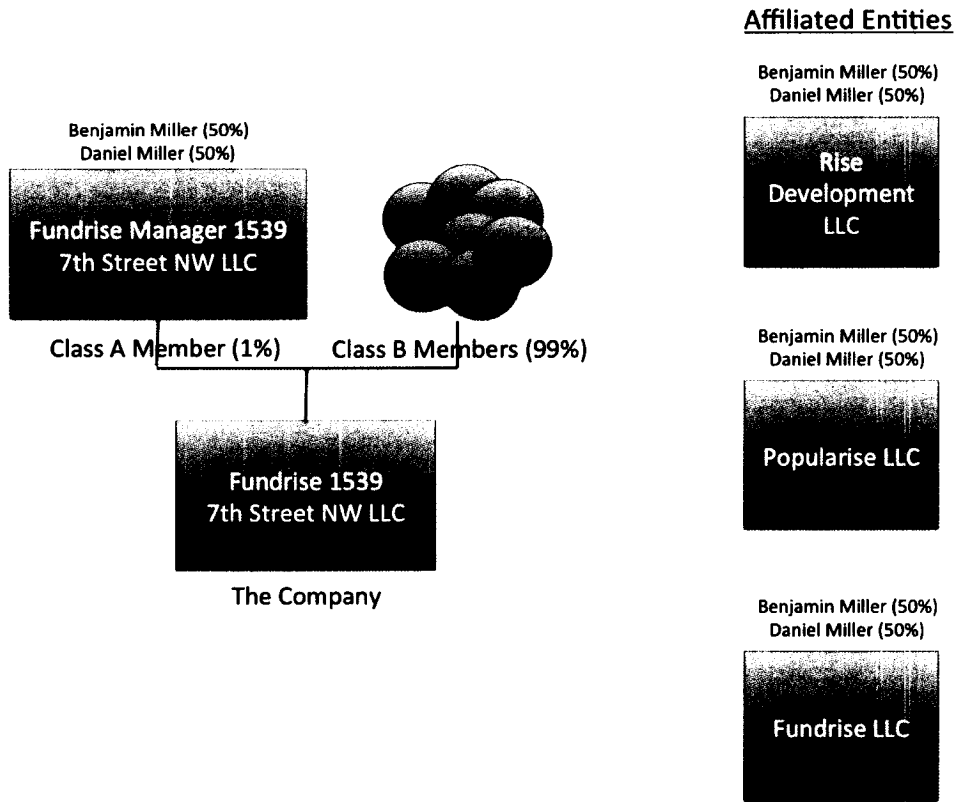 Affiliated Entities
Benjamin Miller (50%)
Daniel Miller (50%)
Fundrise Manager 1539
7th Street NW LLC
Class A Member (1%)
Class B Members (99%)
Fundrise 1539
7th Street NW LLC
The Company
Benjamin Miller (50%)
Daniel Miller (50%)
Rise
Development
LLC
Benjamin Miller (50%)
Daniel Miller (50%)
Popularise LLC
Benjamin Miller (50%)
Daniel Miller (50%)
Fundrise LLC